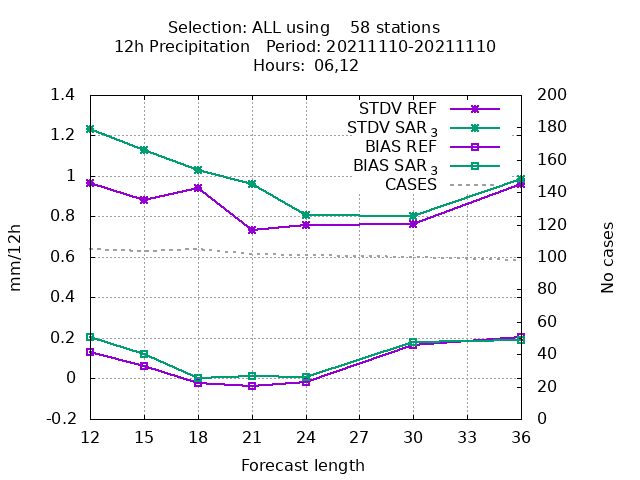 Selection: ALL using    58 stations
12h Precipitation   Period: 20211110-20211110
Hours: 06,12
STDV REF
STDV SAR 3
BIAS REF
BIAS SAR 3
CASES
1.4
1.2
1
0.8
0.6
0.4
0.2
0
-0.2
200
180
160
140
120
100
80
60
40
20
0
12 15 18 21 24 27 30 33 36
mm/12h
No cases
Forecast length